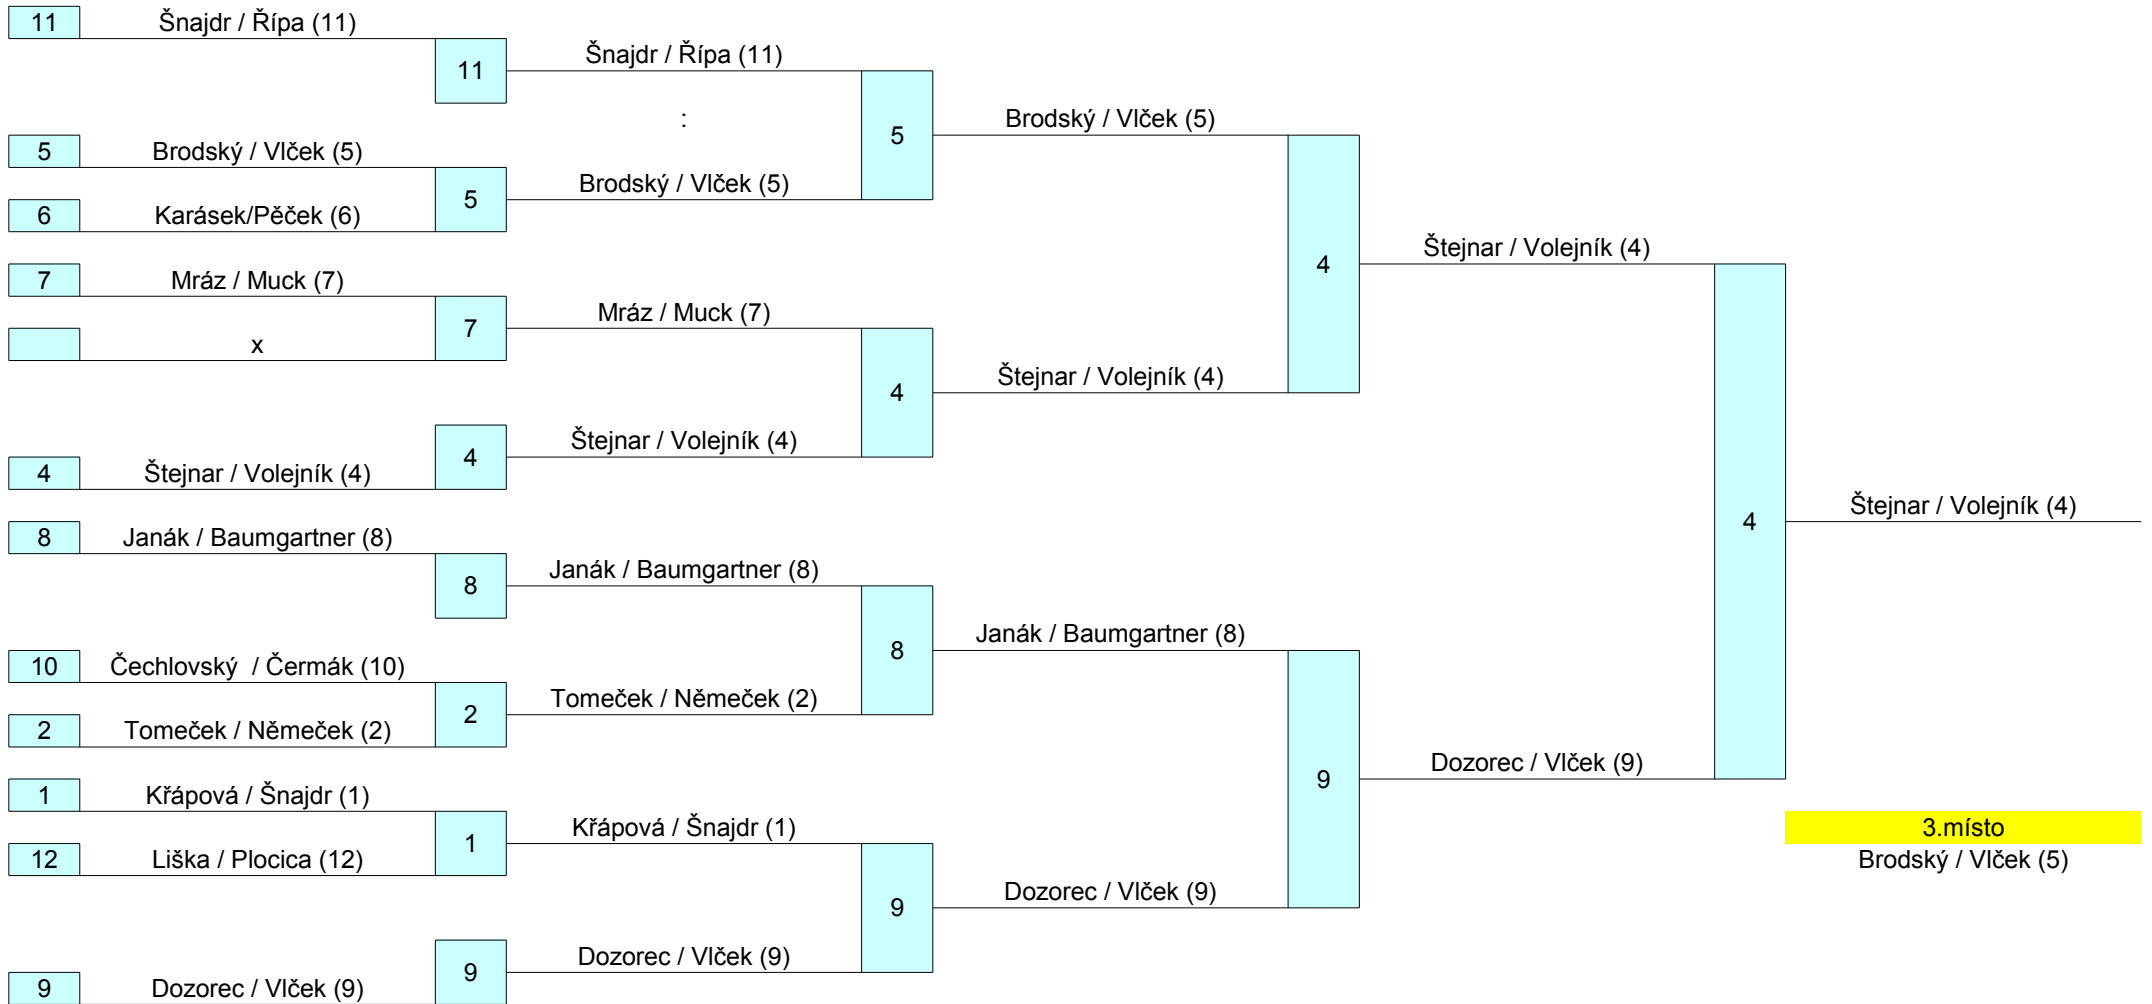 11 Šnajdr / Řípa (11)
11 Šnajdr / Řípa (11)
:
5 Brodský / Vlček (5)
5 Brodský / Vlček (5)
5 Brodský / Vlček (5)
6 Karásek/Pěček (6)
7 Mráz / Muck (7)
7 Mráz / Muck (7)
x
4 Štejnar / Volejník (4)
4 Štejnar / Volejník (4)
4 Štejnar / Volejník (4)
4 Štejnar / Volejník (4)
4 Štejnar / Volejník (4)
8 Janák / Baumgartner (8)
8 Janák / Baumgartner (8)
8 Janák / Baumgartner (8)
10 Čechlovský / Čermák (10)
2 Tomeček / Němeček (2)
2 Tomeček / Němeček (2)
9 Dozorec / Vlček (9)
1 Křápová / Šnajdr (1)
1 Křápová / Šnajdr (1)
12 Liška / Plocica (12)
9 Dozorec / Vlček (9)
9 Dozorec / Vlček (9)
9 Dozorec / Vlček (9)
3.místo
Brodský / Vlček (5)